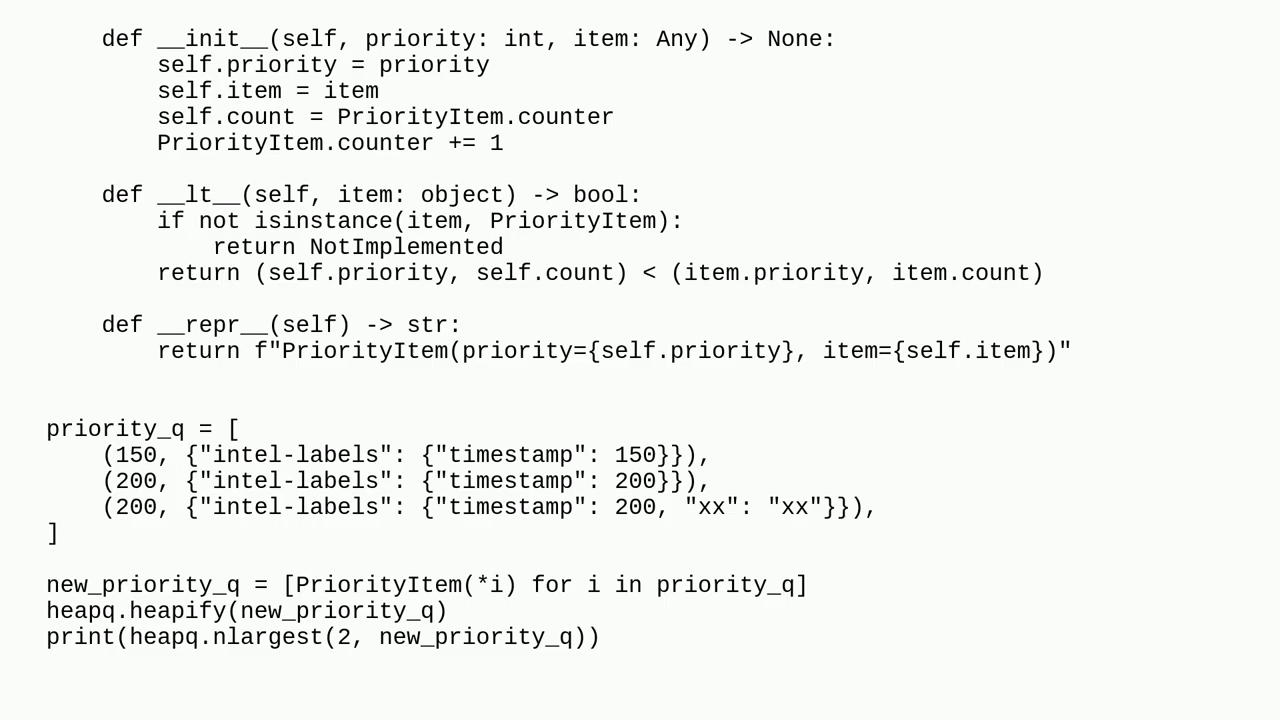 def __init__(self, priority: int, item: Any) -> None:
self.priority = priority
self.item = item
self.count = PriorityItem.counter
PriorityItem.counter += 1
def __lt__(self, item: object) -> bool:
if not isinstance(item, PriorityItem):
return NotImplemented
return (self.priority, self.count) < (item.priority, item.count)
def __repr__(self) -> str:
return f"PriorityItem(priority={self.priority}, item={self.item})"
priority_q = [
(150, {"intel-labels": {"timestamp": 150}}),
(200, {"intel-labels": {"timestamp": 200}}),
(200, {"intel-labels": {"timestamp": 200, "xx": "xx"}}),
]
new_priority_q = [PriorityItem(*i) for i in priority_q]
heapq.heapify(new_priority_q)
print(heapq.nlargest(2, new_priority_q))